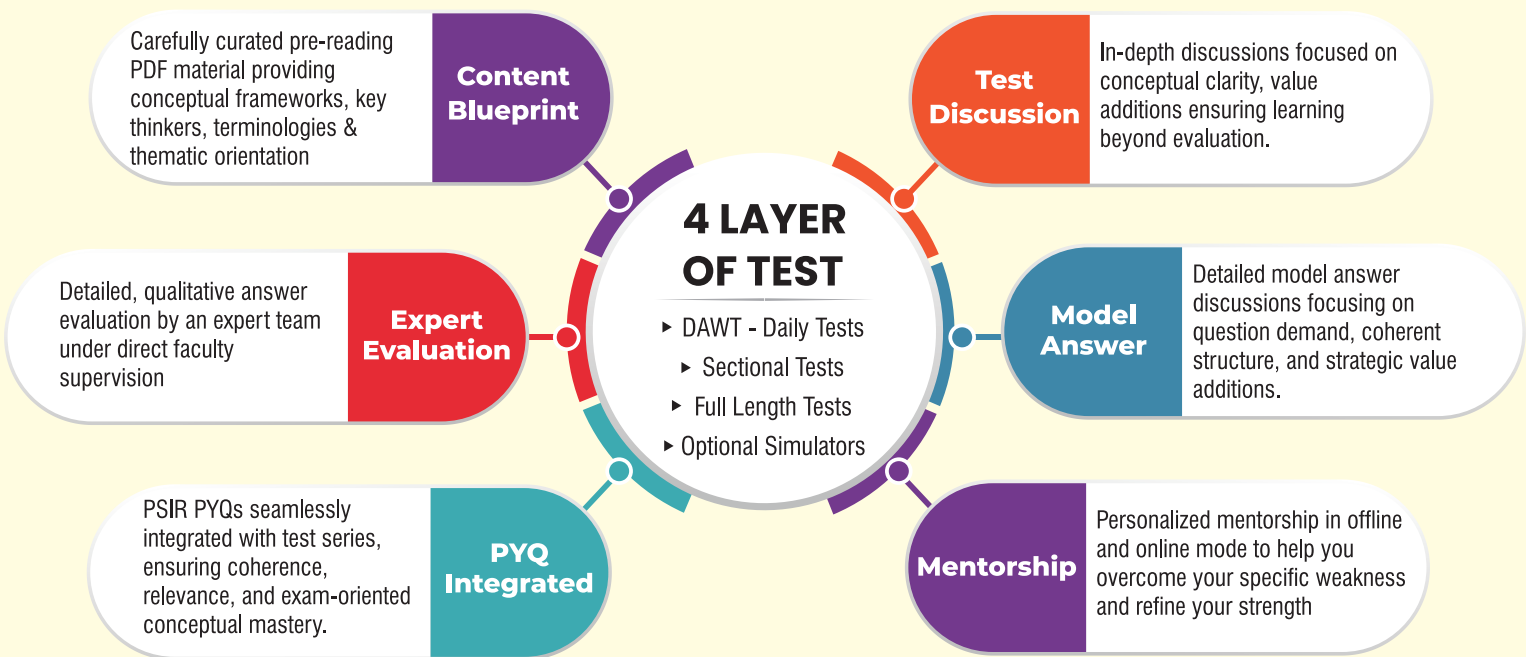 Carefully curated pre-reading
PDF material providing
conceptual frameworks, key
thinkers, terminologies &
thematic orientation
Content
Blueprint
Detailed, qualitative answer
evaluation by an expert team
under direct faculty
supervision
Expert
Evaluation
PSIR PYQs seamlessly
integrated with test series,
ensuring coherence,
relevance, and exam-oriented
conceptual mastery.
PYQ
Integrated
4 LAYER
OF TEST
▸ DAWT - Daily Tests
▸ Sectional Tests
▸ Full Length Tests
▸ Optional Simulators
Test
Discussion
In-depth discussions focused on
conceptual clarity, value
additions ensuring learning
beyond evaluation.
Model
Answer
Detailed model answer
discussions focusing on
question demand, coherent
structure, and strategic value
additions.
Mentorship
Personalized mentorship in offline
and online mode to help you
overcome your specific weakness
and refine your strength